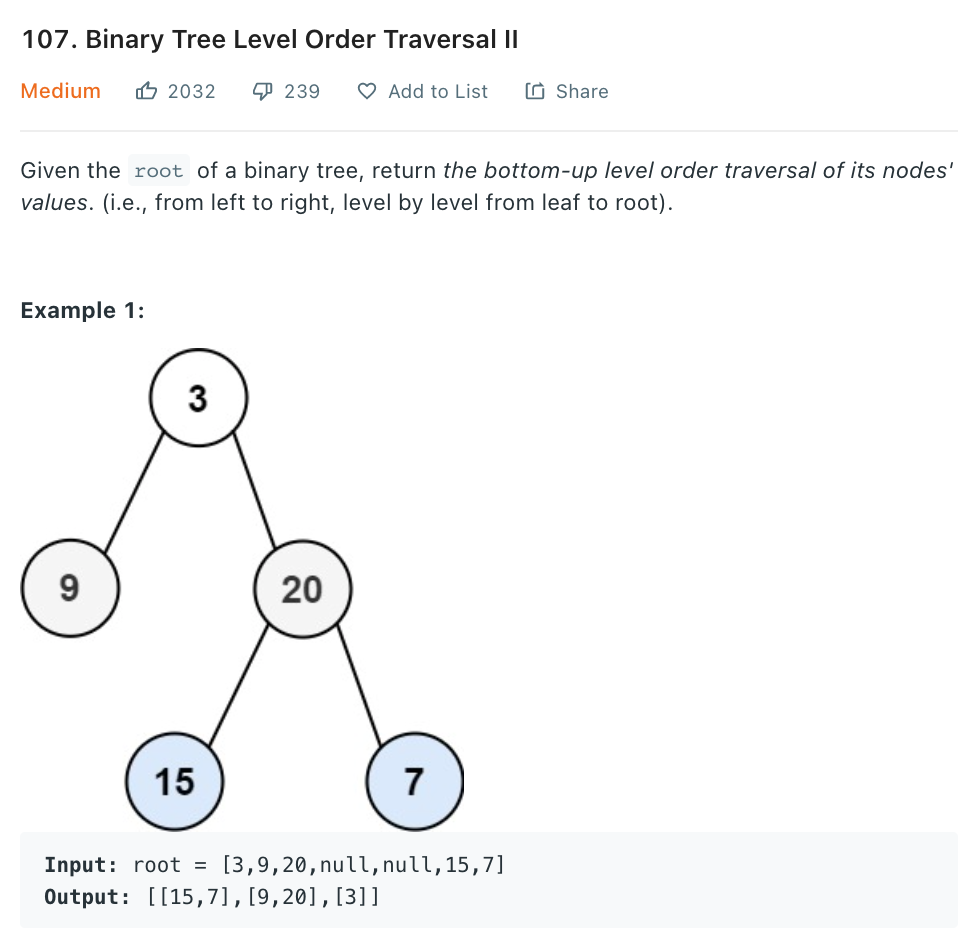 107. Binary Tree Level Order Traversal II
Medium 2032 239 Add to List Share
Given the root of a binary tree, return the bottom-up level order traversal of its nodes'
values. (i.e., from left to right, level by level from leaf to root).
Example 1:
3
9 20
15 7
Input: root = [3,9,20,null,null,15,7]
Output: [[15,7],[9,20],[3]]